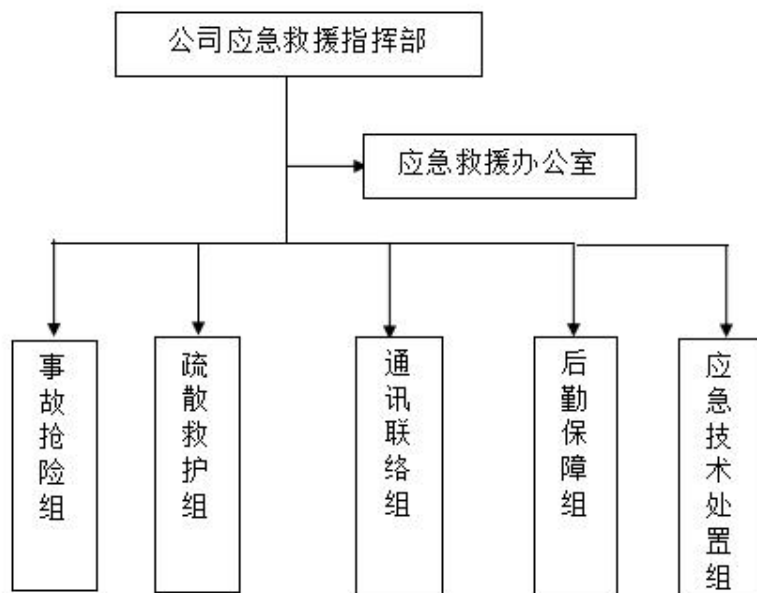 公司应急救援指挥部
应急救援办公室
事故抢险组
疏散救护组
通讯联络组
后勤保障组
应急技术处置组